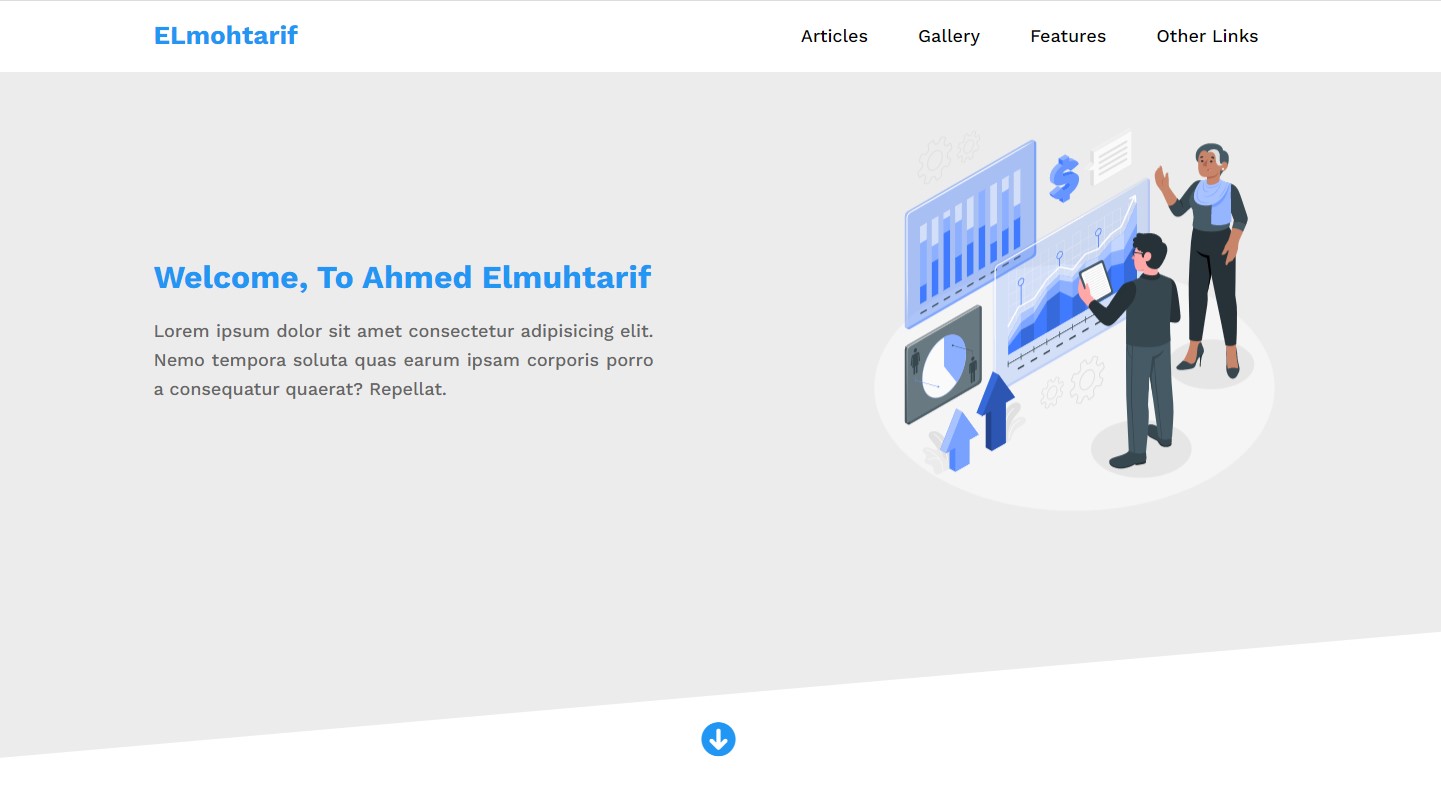 ELmohtarif
Articles Gallery Features Other Links
$
Welcome, To Ahmed Elmuhtarif
Lorem ipsum dolor sit amet consectetur adipisicing elit.
Nemo tempora soluta quas earum ipsam corporis porro
a consequatur quaerat? Repellat.